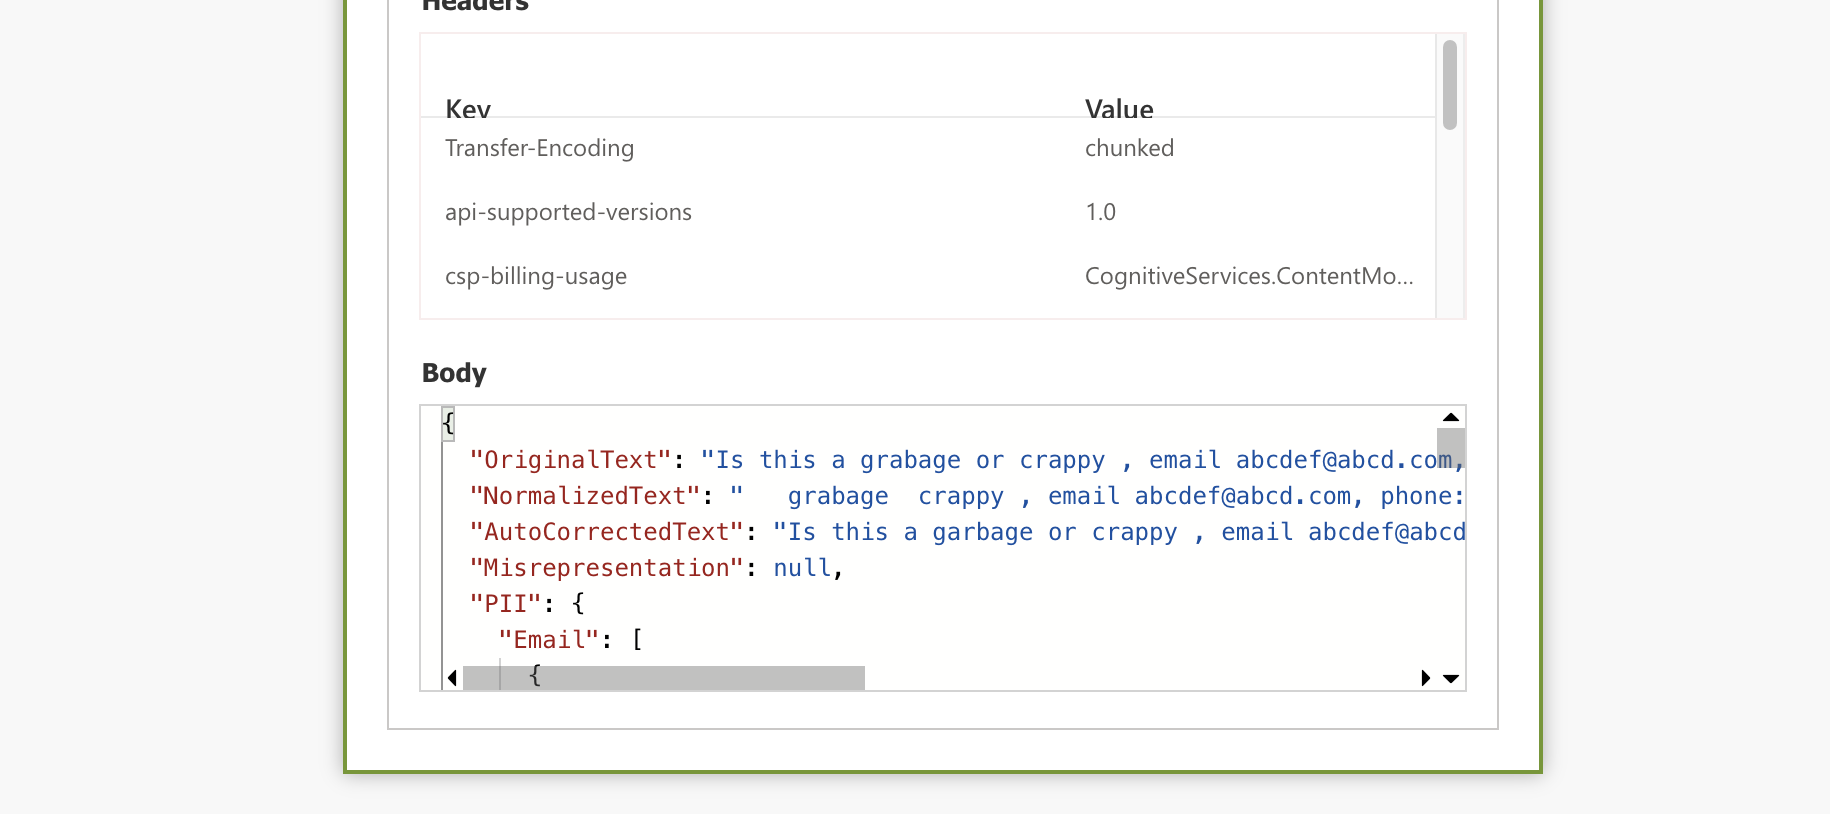 Headers
Key Value
Transfer-Encoding chunked
api-supported-versions 1.0
csp-billing-usage CognitiveServices.ContentMo...
Body
{
"OriginalText": "Is this a grabage or crappy , email abcdef@abcd.com,
"NormalizedText": "   grabage  crappy , email abcdef@abcd.com, phone:
"AutoCorrectedText": "Is this a garbage or crappy , email abcdef@abcd
"Misrepresentation": null,
"PII": {
"Email": [
{